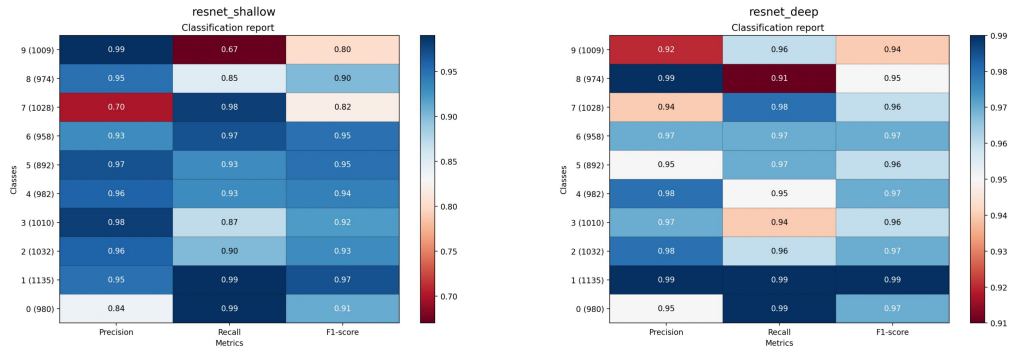 resnet_shallow
Classification report
9 (1009) 0.99 0.67 0.80
8 (974) 0.95 0.85 0.90
7 (1028) 0.70 0.98 0.82
6 (958) 0.93 0.97 0.95
5 (892) 0.97 0.93 0.95
4 (982) 0.96 0.93 0.94
3 (1010) 0.98 0.87 0.92
2 (1032) 0.96 0.90 0.93
1 (1135) 0.95 0.99 0.97
0 (980) 0.84 0.99 0.91
Classes
Precision Recall F1-score
Metrics
0.95
0.90
0.85
0.80
0.75
0.70
resnet_deep
Classification report
9 (1009) 0.92 0.96 0.94
8 (974) 0.99 0.91 0.95
7 (1028) 0.94 0.98 0.96
6 (958) 0.97 0.97 0.97
5 (892) 0.95 0.97 0.96
4 (982) 0.98 0.95 0.97
3 (1010) 0.97 0.94 0.96
2 (1032) 0.98 0.96 0.97
1 (1135) 0.99 0.99 0.99
0 (980) 0.95 0.99 0.97
Classes
Precision Recall F1-score
Metrics
0.99
0.98
0.97
0.96
0.95
0.94
0.93
0.92
0.91